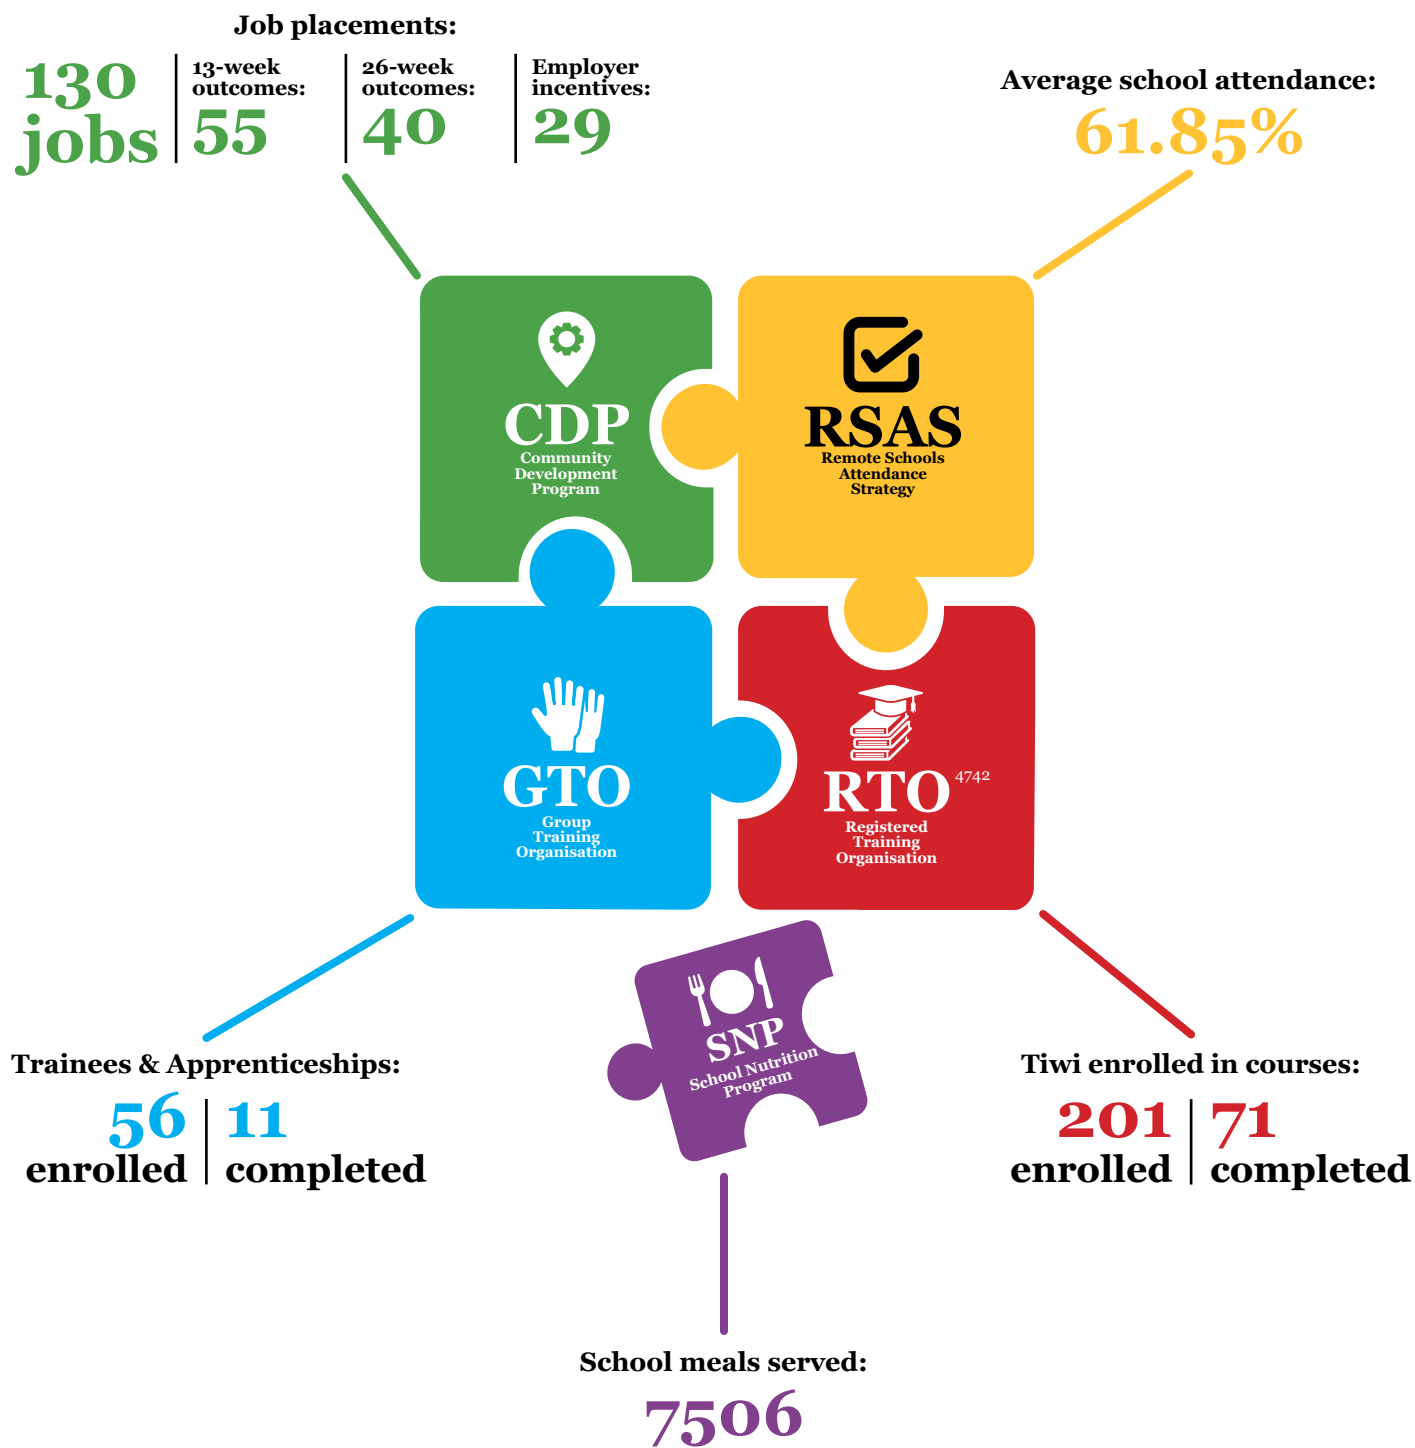 Job placements:
130
jobs
13-week
outcomes:
55
26-week
outcomes:
40
Employer
incentives:
29
Average school attendance:
61.85%
CDP
Community
Development
Program
RSAS
Remote Schools
Attendance
Strategy
GTO
Group
Training
Organisation
RTO 4742
Registered
Training
Organisation
SNP
School Nutrition
Program
Trainees & Apprenticeships:
56
enrolled
11
completed
Tiwi enrolled in courses:
201
enrolled
71
completed
School meals served:
7506